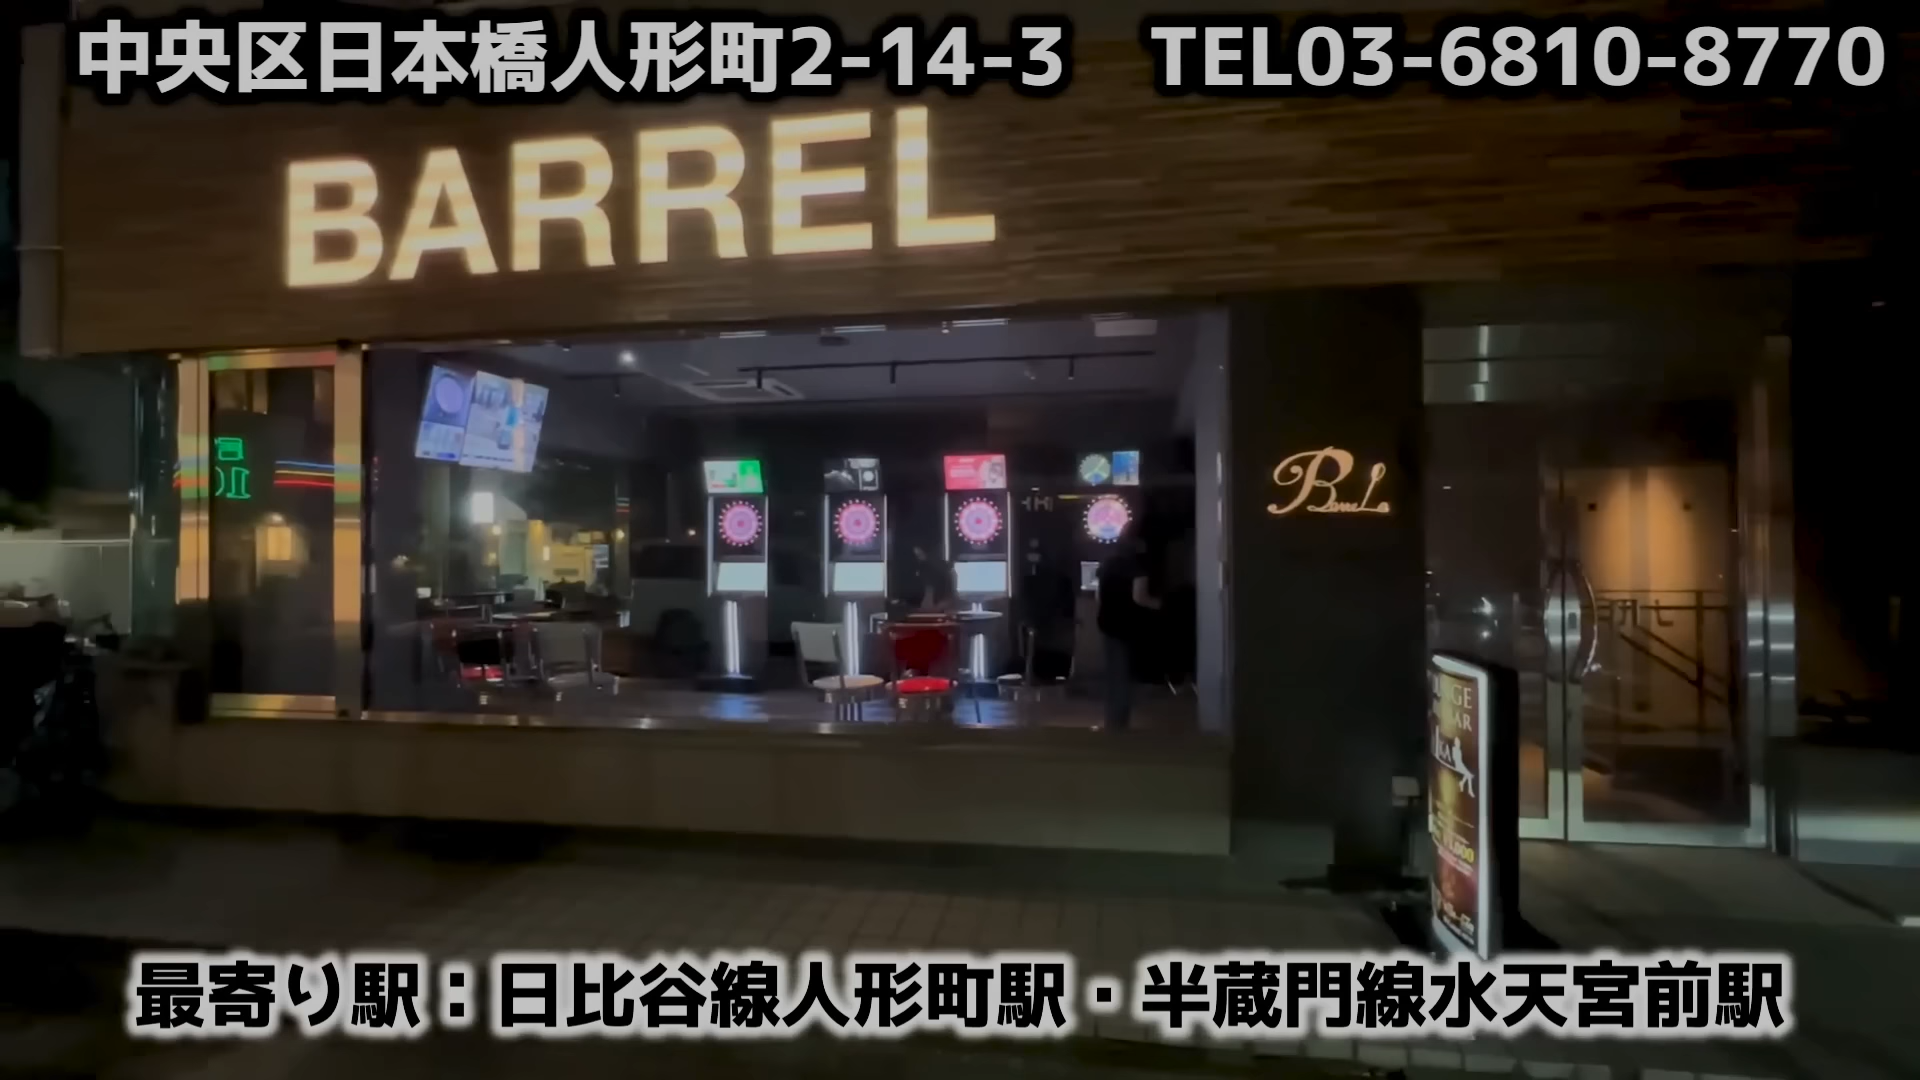 中央区日本橋人形町2-14-3 TEL03-6810-8770
BARREL
最寄り駅：日比谷線人形町駅・半蔵門線水天宮前駅